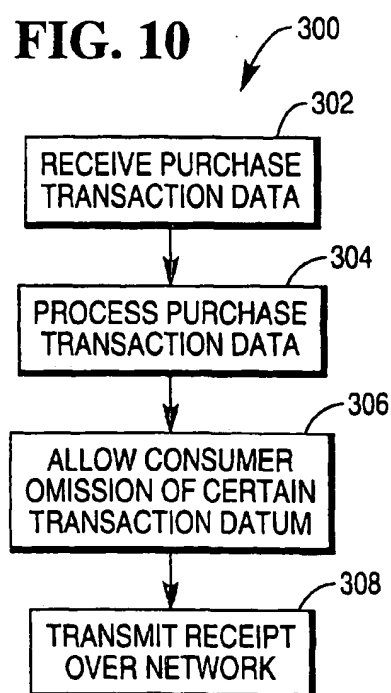 FIG. 10
300
302
RECEIVE PURCHASE
TRANSACTION DATA
304
PROCESS PURCHASE
TRANSACTION DATA
306
ALLOW CONSUMER
OMISSION OF CERTAIN
TRANSACTION DATUM
308
TRANSMIT RECEIPT
OVER NETWORK